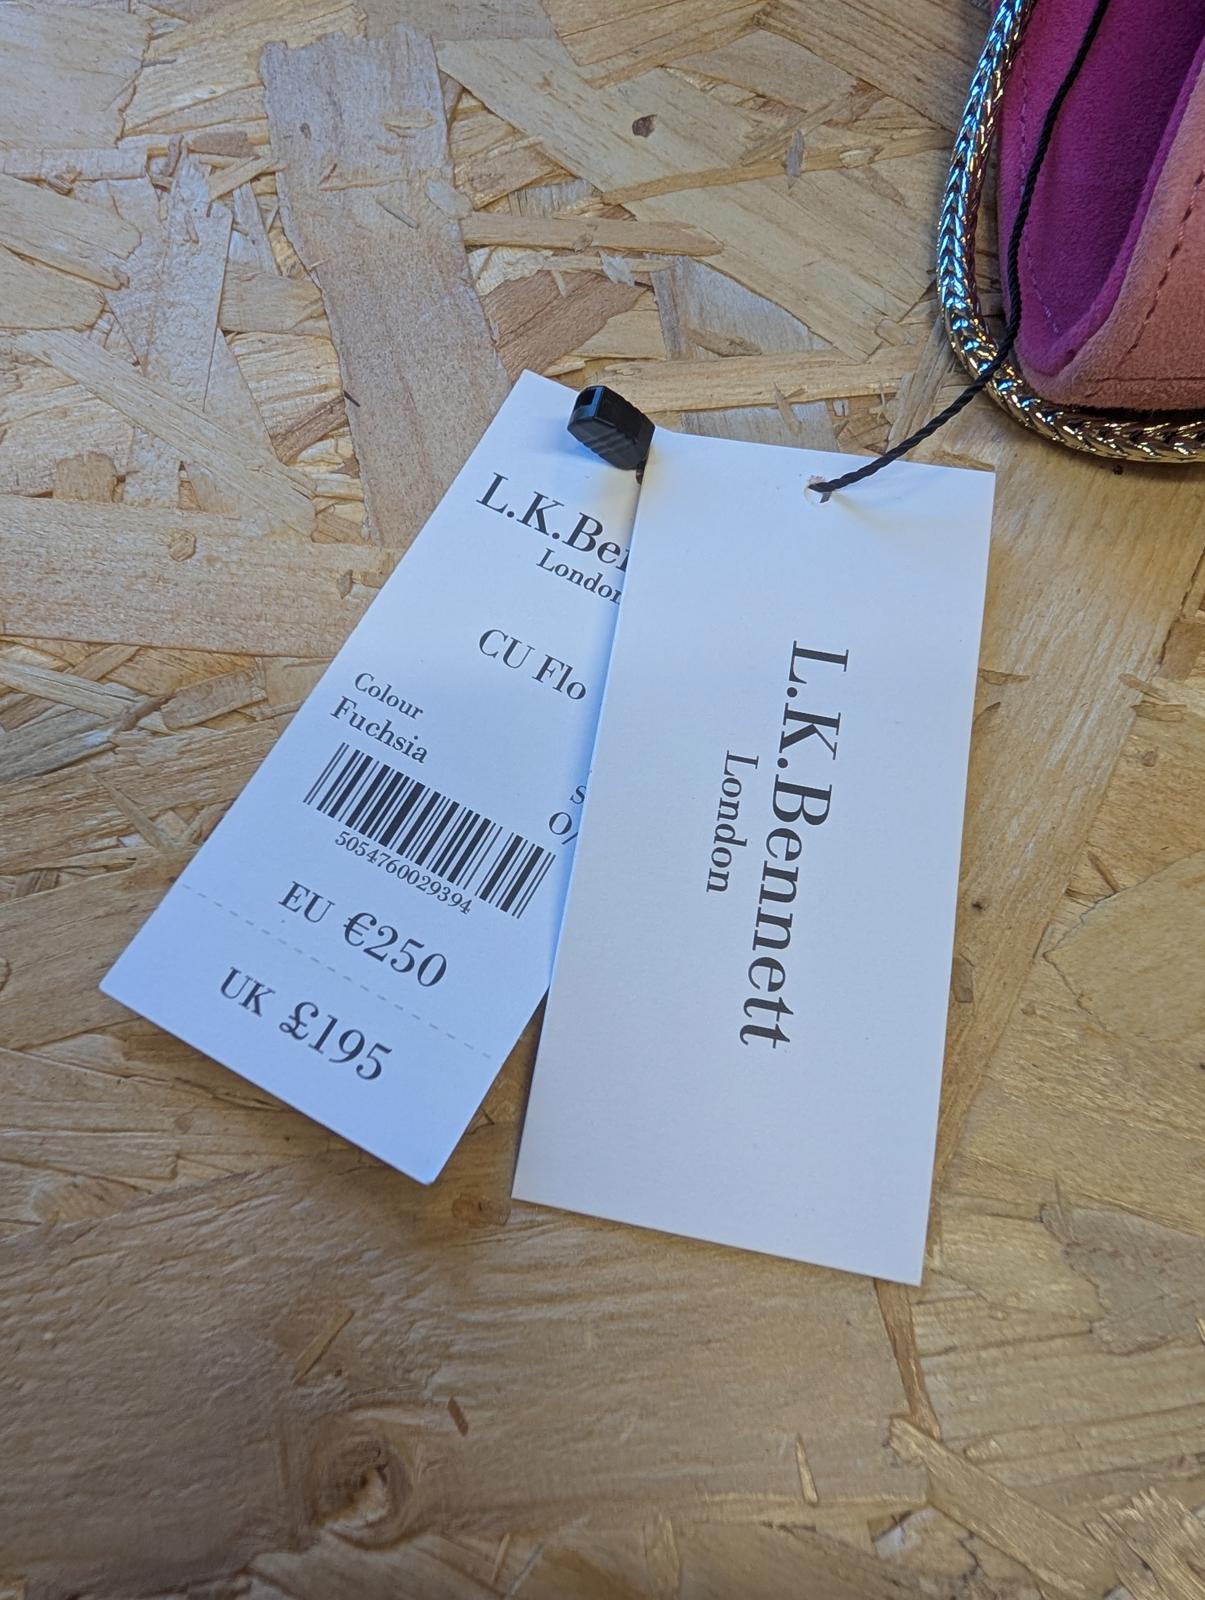 L.K.Be
London
CU Flo
Colour
Fuchsia
S
O/
5054760029394
EU €250
UK £195
L.K.Bennett
London